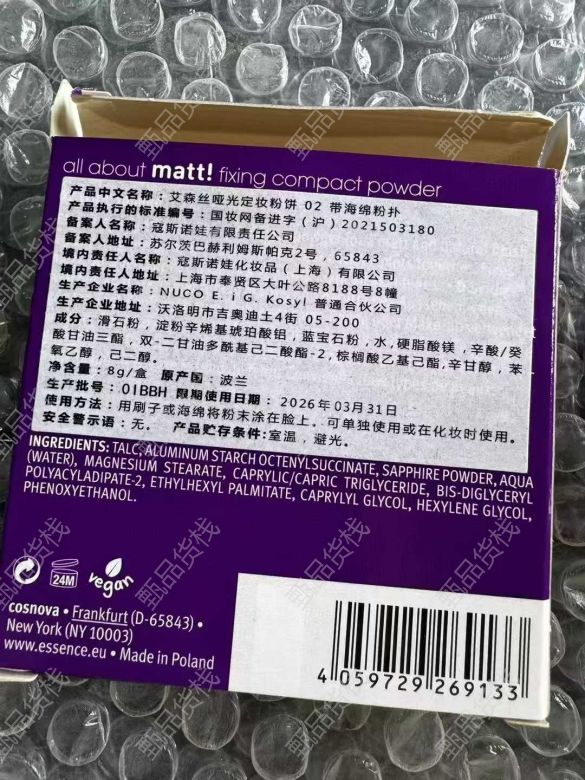 all about matt! fixing compact powder
产品中文名称：艾森丝哑光定妆粉饼 02 带海绵粉扑
产品执行的标准编号：国妆网备进字（沪）2021503180
备案人名称：寇斯诺娃有限责任公司
备案人地址：苏尔茨巴赫利姆斯帕克2号，65843
境内责任人名称：寇斯诺娃化妆品（上海）有限公司
境内责任人地址：上海市奉贤区大叶公路8188号8幢
生产企业名称：NUCO E. i G. Kosyl 普通合伙公司
生产企业地址：沃洛明市吉奥迪土4街 05-200
成分：滑石粉，淀粉辛烯基琥珀酸铝，蓝宝石粉，水,硬脂酸镁，辛酸/癸
酸甘油三酯，双-二甘油多酰基己二酸酯-2,棕榈酸乙基己酯,辛甘醇，苯
氧乙醇，己二醇。
净含量：8g/盒 原产国：波兰
生产批号：01BBH 限期使用日期：2026年03月31日
使用方法：用刷子或海绵将粉末涂在脸上。可单独使用或在化妆时使用。
安全警示语：无。 产品贮存条件:室温，避光。
INGREDIENTS: TALC, ALUMINUM STARCH OCTENYLSUCCINATE, SAPPHIRE POWDER, AQUA
(WATER), MAGNESIUM STEARATE, CAPRYLIC/CAPRIC TRIGLYCERIDE, BIS-DIGLYCERYL
POLYACYLADIPATE-2, ETHYLHEXYL PALMITATE, CAPRYLYL GLYCOL, HEXYLENE GLYCOL,
PHENOXYETHANOL.
24M
vegan
cosnova • Frankfurt (D-65843) •
New York (NY 10003)
www.essence.eu • Made in Poland
4 059729 269133
甄品货栈